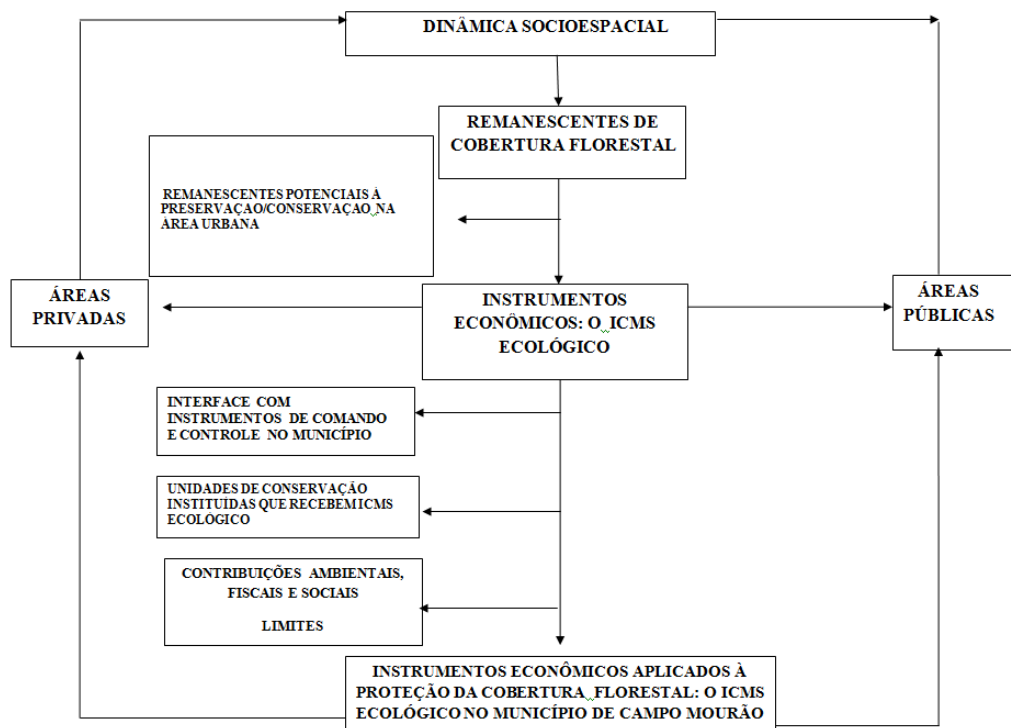 DINÂMICA SOCIOESPACIAL
REMANESCENTES DE
COBERTURA FLORESTAL
REMANESCENTES POTENCIAIS À
PRESERVAÇAO/CONSERVAÇAO NA
ÁREA URBANA
ÁREAS
PRIVADAS
INSTRUMENTOS
ECONÔMICOS: O ICMS
ECOLÓGICO
ÁREAS
PÚBLICAS
INTERFACE COM
INSTRUMENTOS DE COMANDO
E CONTROLE NO MUNICÍPIO
UNIDADES DE CONSERVAÇÃO
INSTITUÍDAS QUE RECEBEM ICMS
ECOLÓGICO
CONTRIBUIÇÕES AMBIENTAIS,
FISCAIS E SOCIAIS
LIMITES
INSTRUMENTOS ECONÔMICOS APLICADOS À
PROTEÇÃO DA COBERTURA FLORESTAL: O ICMS
ECOLÓGICO NO MUNICÍPIO DE CAMPO MOURÃO